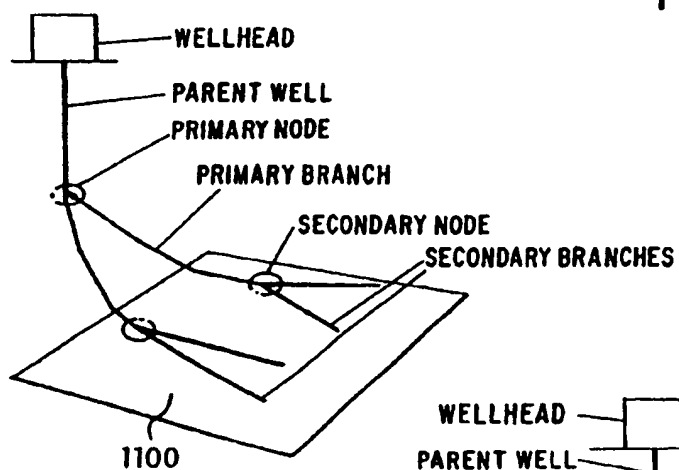 WELLHEAD
PARENT WELL
PRIMARY NODE
PRIMARY BRANCH
SECONDARY NODE
SECONDARY BRANCHES
1100
WELLHEAD
PARENT WELL